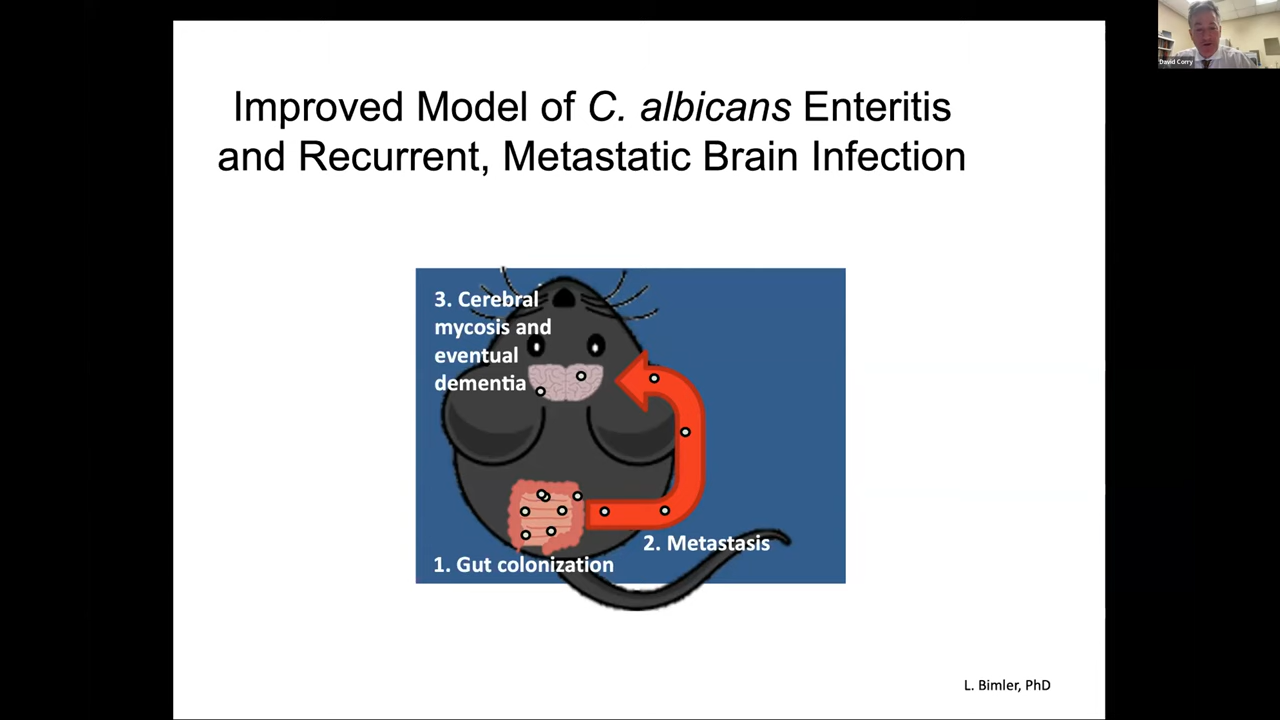 Improved Model of C. albicans Enteritis
and Recurrent, Metastatic Brain Infection
3. Cerebral
mycosis and
eventual
dementia
2. Metastasis
1. Gut colonization
L. Bimler, PhD
David Corry